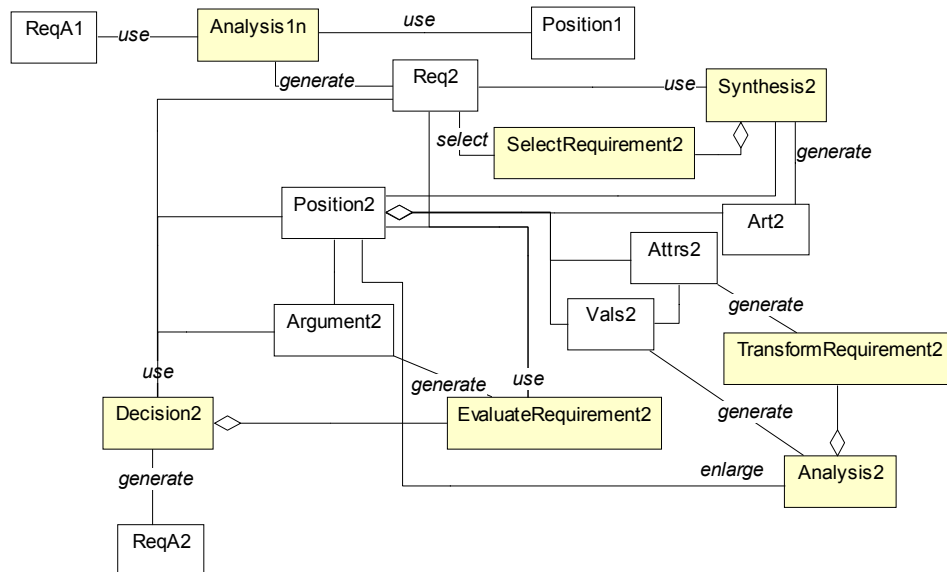 ReqA1
use
Analysis1n
use
Position1
generate
Req2
use
Synthesis2
select
SelectRequirement2
generate
Position2
Art2
Attrs2
generate
Argument2
Vals2
TransformRequirement2
use
generate
use
Decision2
EvaluateRequirement2
generate
generate
enlarge
Analysis2
ReqA2